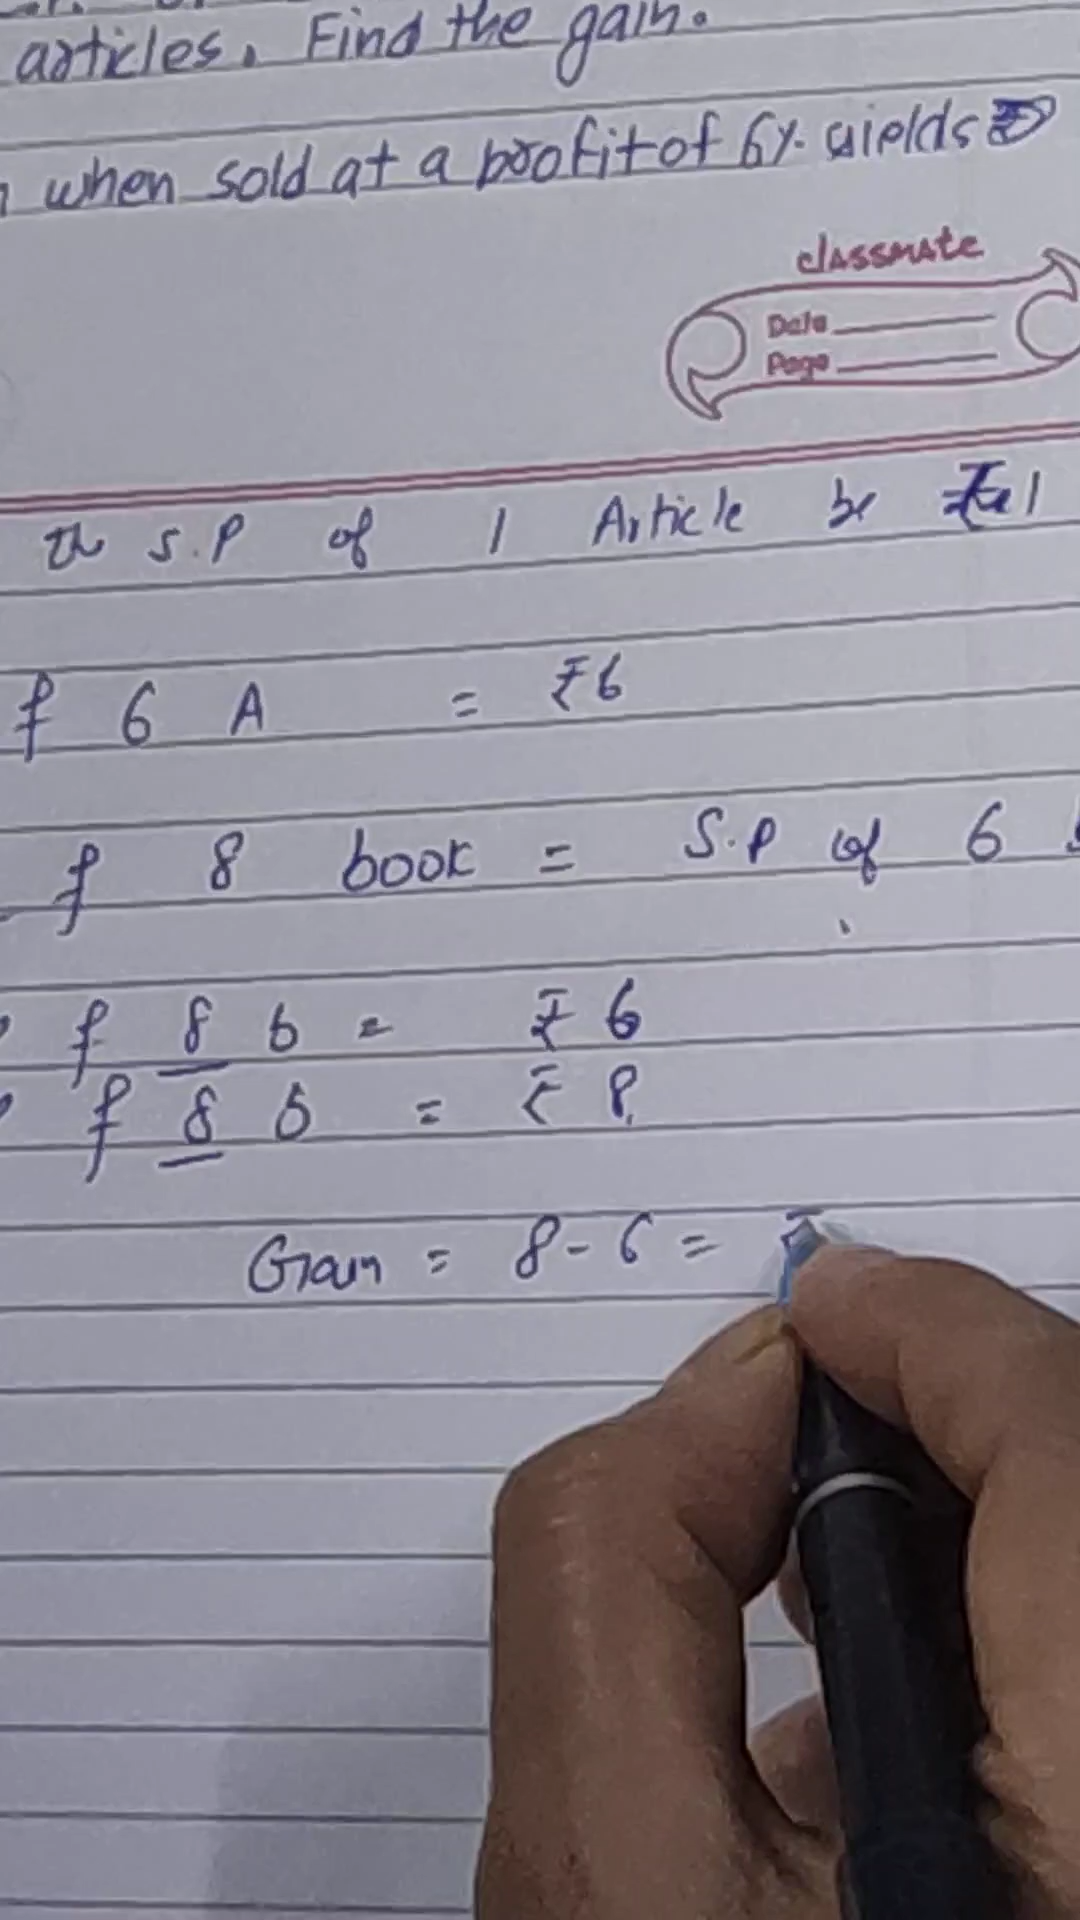 articles. Find the gain.
when sold at a profit of 6%. yields
classmate
Date
Page
the S.P of 1 Article be ₹ 1
f 6 A = ₹6
f 8 book = S.P of 6
f 8 b = ₹ 6
f 8 b = ₹ 8.
Gain = 8 - 6 = ₹